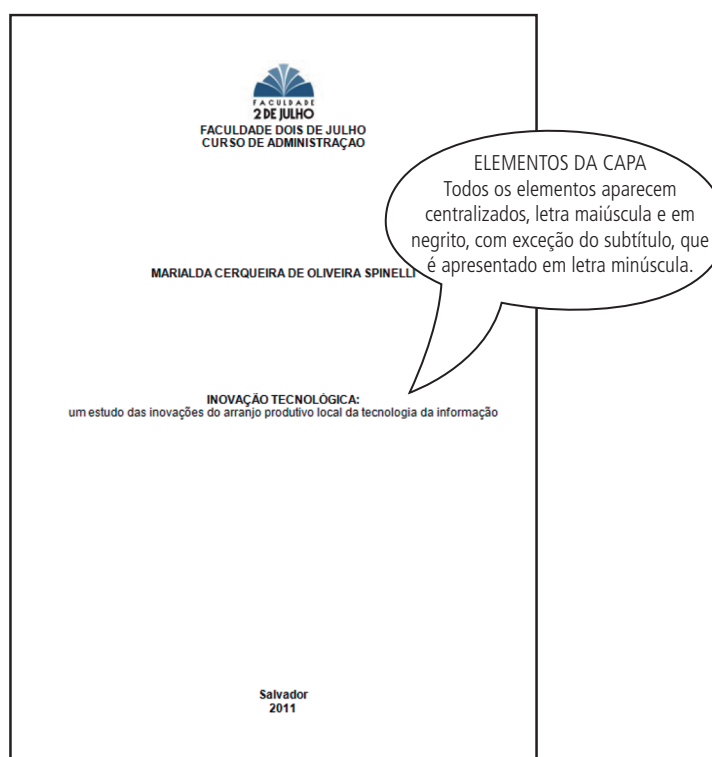 FACULDADE
2 DE JULHO
FACULDADE DOIS DE JULHO
CURSO DE ADMINISTRAÇAO
ELEMENTOS DA CAPA
Todos os elementos aparecem
centralizados, letra maiúscula e em
negrito, com exceção do subtítulo, que
é apresentado em letra minúscula.
MARIALDA CERQUEIRA DE OLIVEIRA SPINELLI
INOVAÇÃO TECNOLÓGICA:
um estudo das inovações do arranjo produtivo local da tecnologia da informação
Salvador
2011